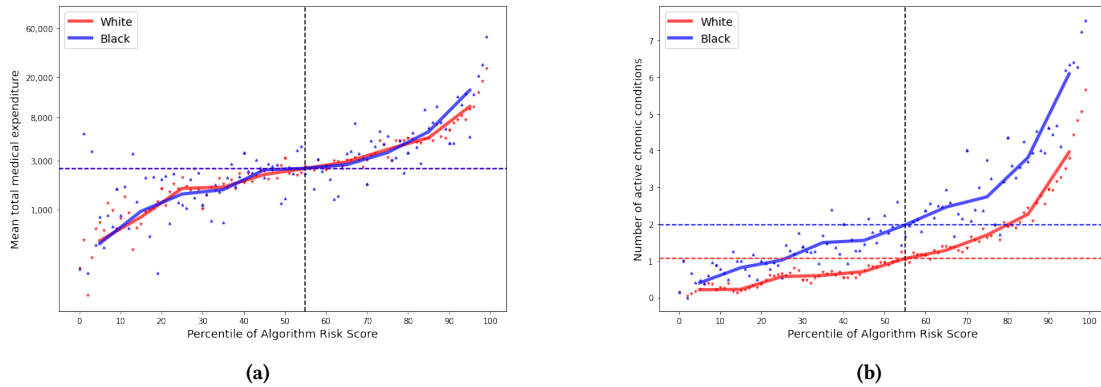 White
Black
60,000
20,000
8,000
3,000
1,000
Mean total medical expenditure
0 10 20 30 40 50 60 70 80 90 100
Percentile of Algorithm Risk Score
(a)
White
Black
7
6
5
4
3
2
1
0
Number of active chronic conditions
0 10 20 30 40 50 60 70 80 90 100
Percentile of Algorithm Risk Score
(b)